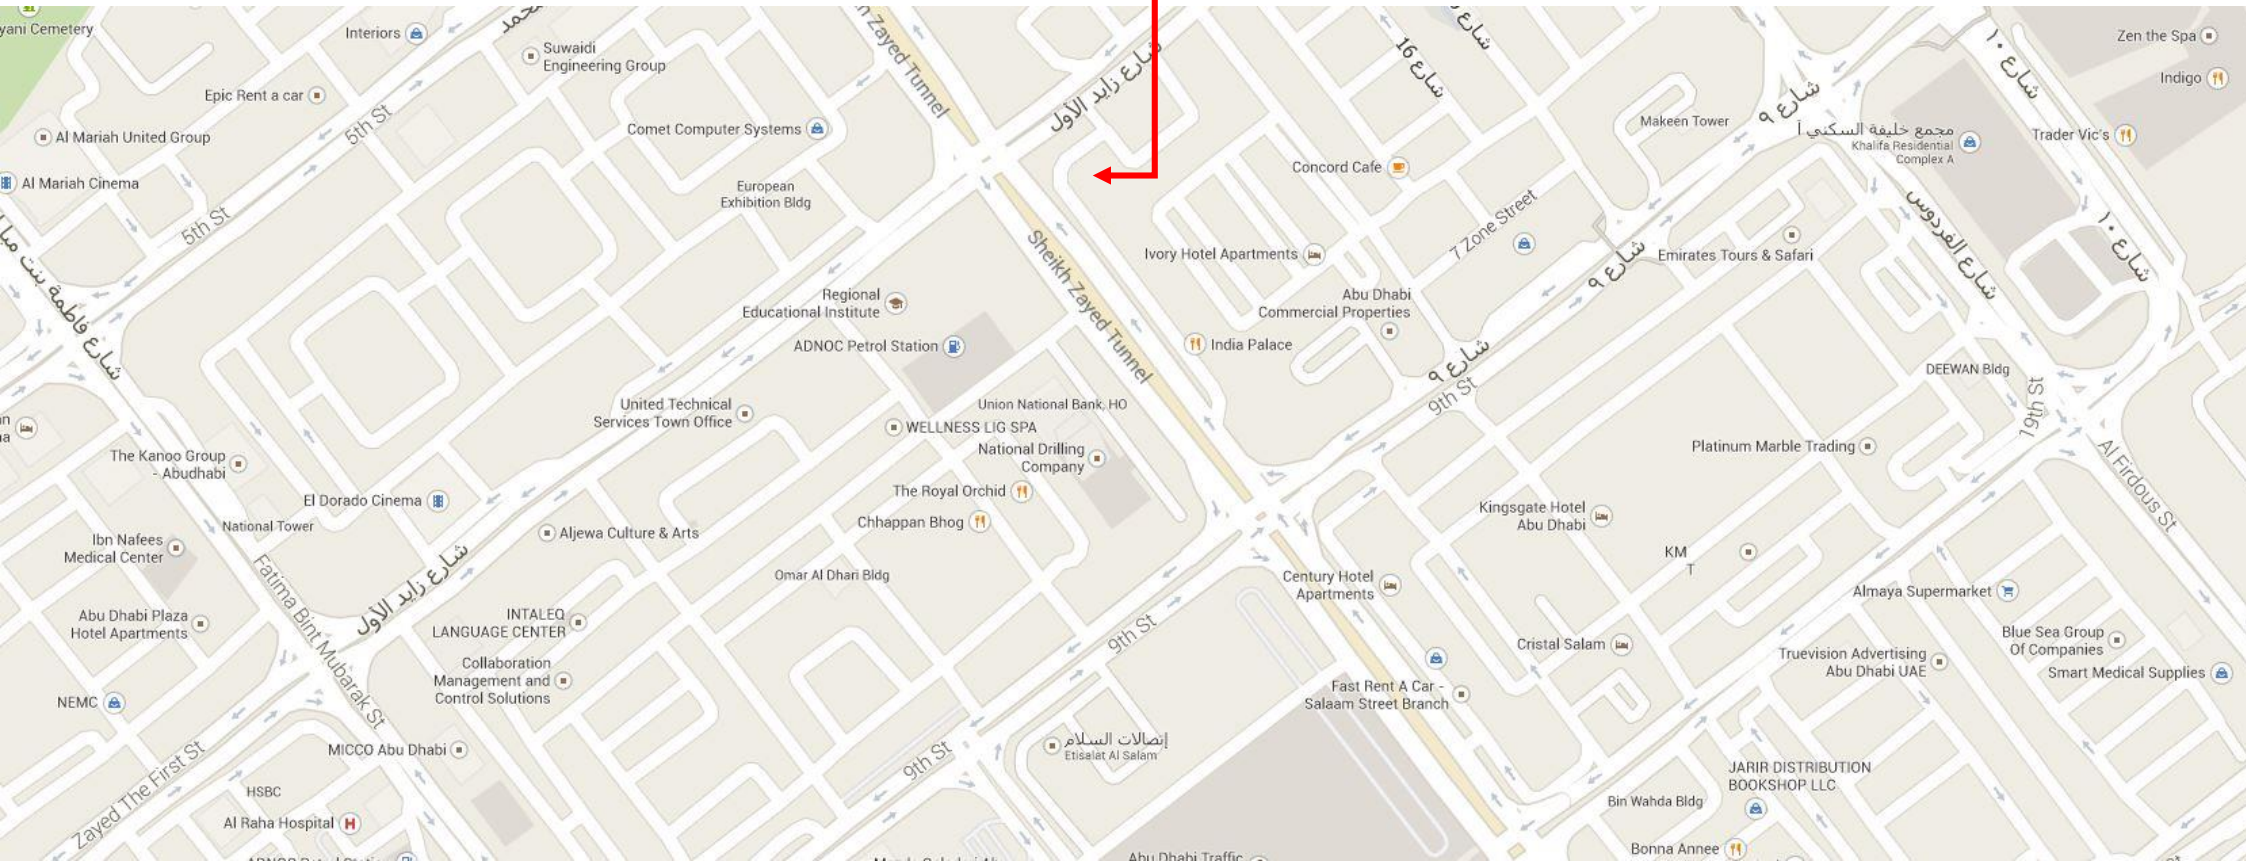 yani Cemetery
Interiors
Suwaidi
Engineering Group
Epic Rent a car
5th St
Al Mariah United Group
Al Mariah Cinema
5th St
Comet Computer Systems
European
Exhibition Bldg
n Zayed Tunnel
شارع زايد الأول
شارع 16
Zen the Spa
Indigo
شارع ١٠
شارع ٩
Makeen Tower
مجمع خليفة السكني آ
Khalifa Residential
Complex A
Trader Vic's
Concord Cafe
7 Zone Street
Ivory Hotel Apartments
Emirates Tours & Safari
شارع الفردوس
شارع ١٠
شارع ٩
Sheikh Zayed Tunnel
Regional
Educational Institute
ADNOC Petrol Station
Abu Dhabi
Commercial Properties
India Palace
شارع ٩
9th St
DEEWAN Bldg
19th St
Al Firdous St
Platinum Marble Trading
United Technical
Services Town Office
Union National Bank, HO
WELLNESS LIG SPA
National Drilling
Company
The Royal Orchid
Chhappan Bhog
The Kanoo Group
- Abudhabi
El Dorado Cinema
National Tower
Ibn Nafees
Medical Center
Aljewa Culture & Arts
شارع زايد الأول
Fatima Bint Mubarak St
Omar Al Dhari Bldg
Kingsgate Hotel
Abu Dhabi
KM
T
Century Hotel
Apartments
Almaya Supermarket
Abu Dhabi Plaza
Hotel Apartments
INTALEQ
LANGUAGE CENTER
9th St
Cristal Salam
Blue Sea Group
Of Companies
Truevision Advertising
Abu Dhabi UAE
Smart Medical Supplies
Collaboration
Management and
Control Solutions
NEMC
Fast Rent A Car -
Salaam Street Branch
MICCO Abu Dhabi
إتصالات السلام
Etisalat Al Salam
9th St
Zayed The First St
HSBC
Al Raha Hospital
JARIR DISTRIBUTION
BOOKSHOP LLC
Bin Wahda Bldg
Bonna Annee
Abu Dhabi Traffic